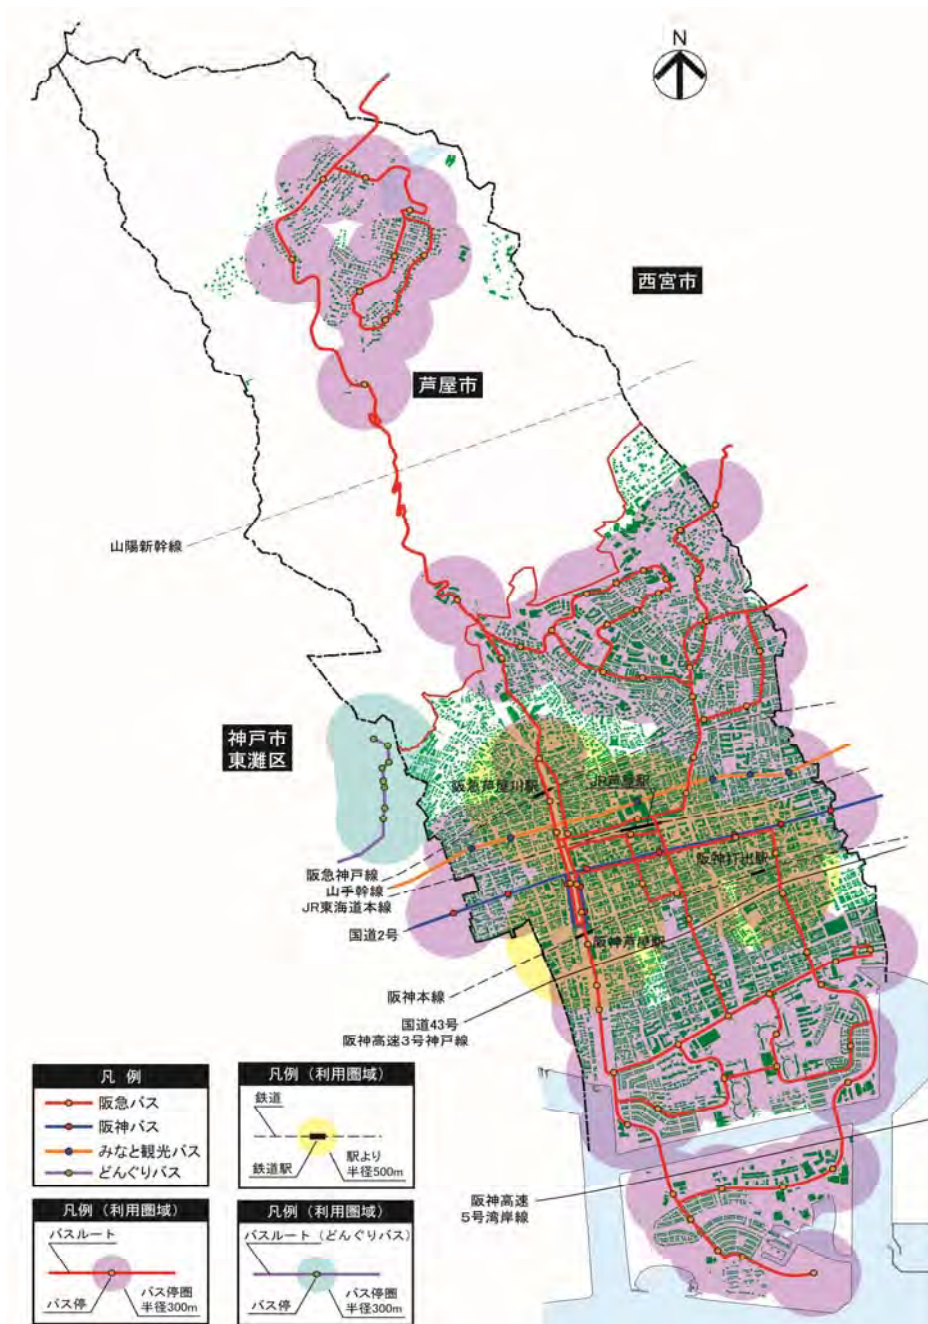 N
西宮市
芦屋市
山陽新幹線
神戸市
東灘区
阪急芦屋川駅
JR芦屋駅
阪神打出駅
阪急神戸線
山手幹線
JR東海道本線
国道2号
阪神芦屋駅
阪神本線
国道43号
阪神高速3号神戸線
阪神高速
5号湾岸線
凡 例
阪急バス
阪神バス
みなと観光バス
どんぐりバス
凡例（利用圏域）
鉄道
鉄道駅
駅より
半径500m
凡例（利用圏域）
バスルート
バス停
バス停圏
半径300m
凡例（利用圏域）
バスルート（どんぐりバス）
バス停
バス停圏
半径300m